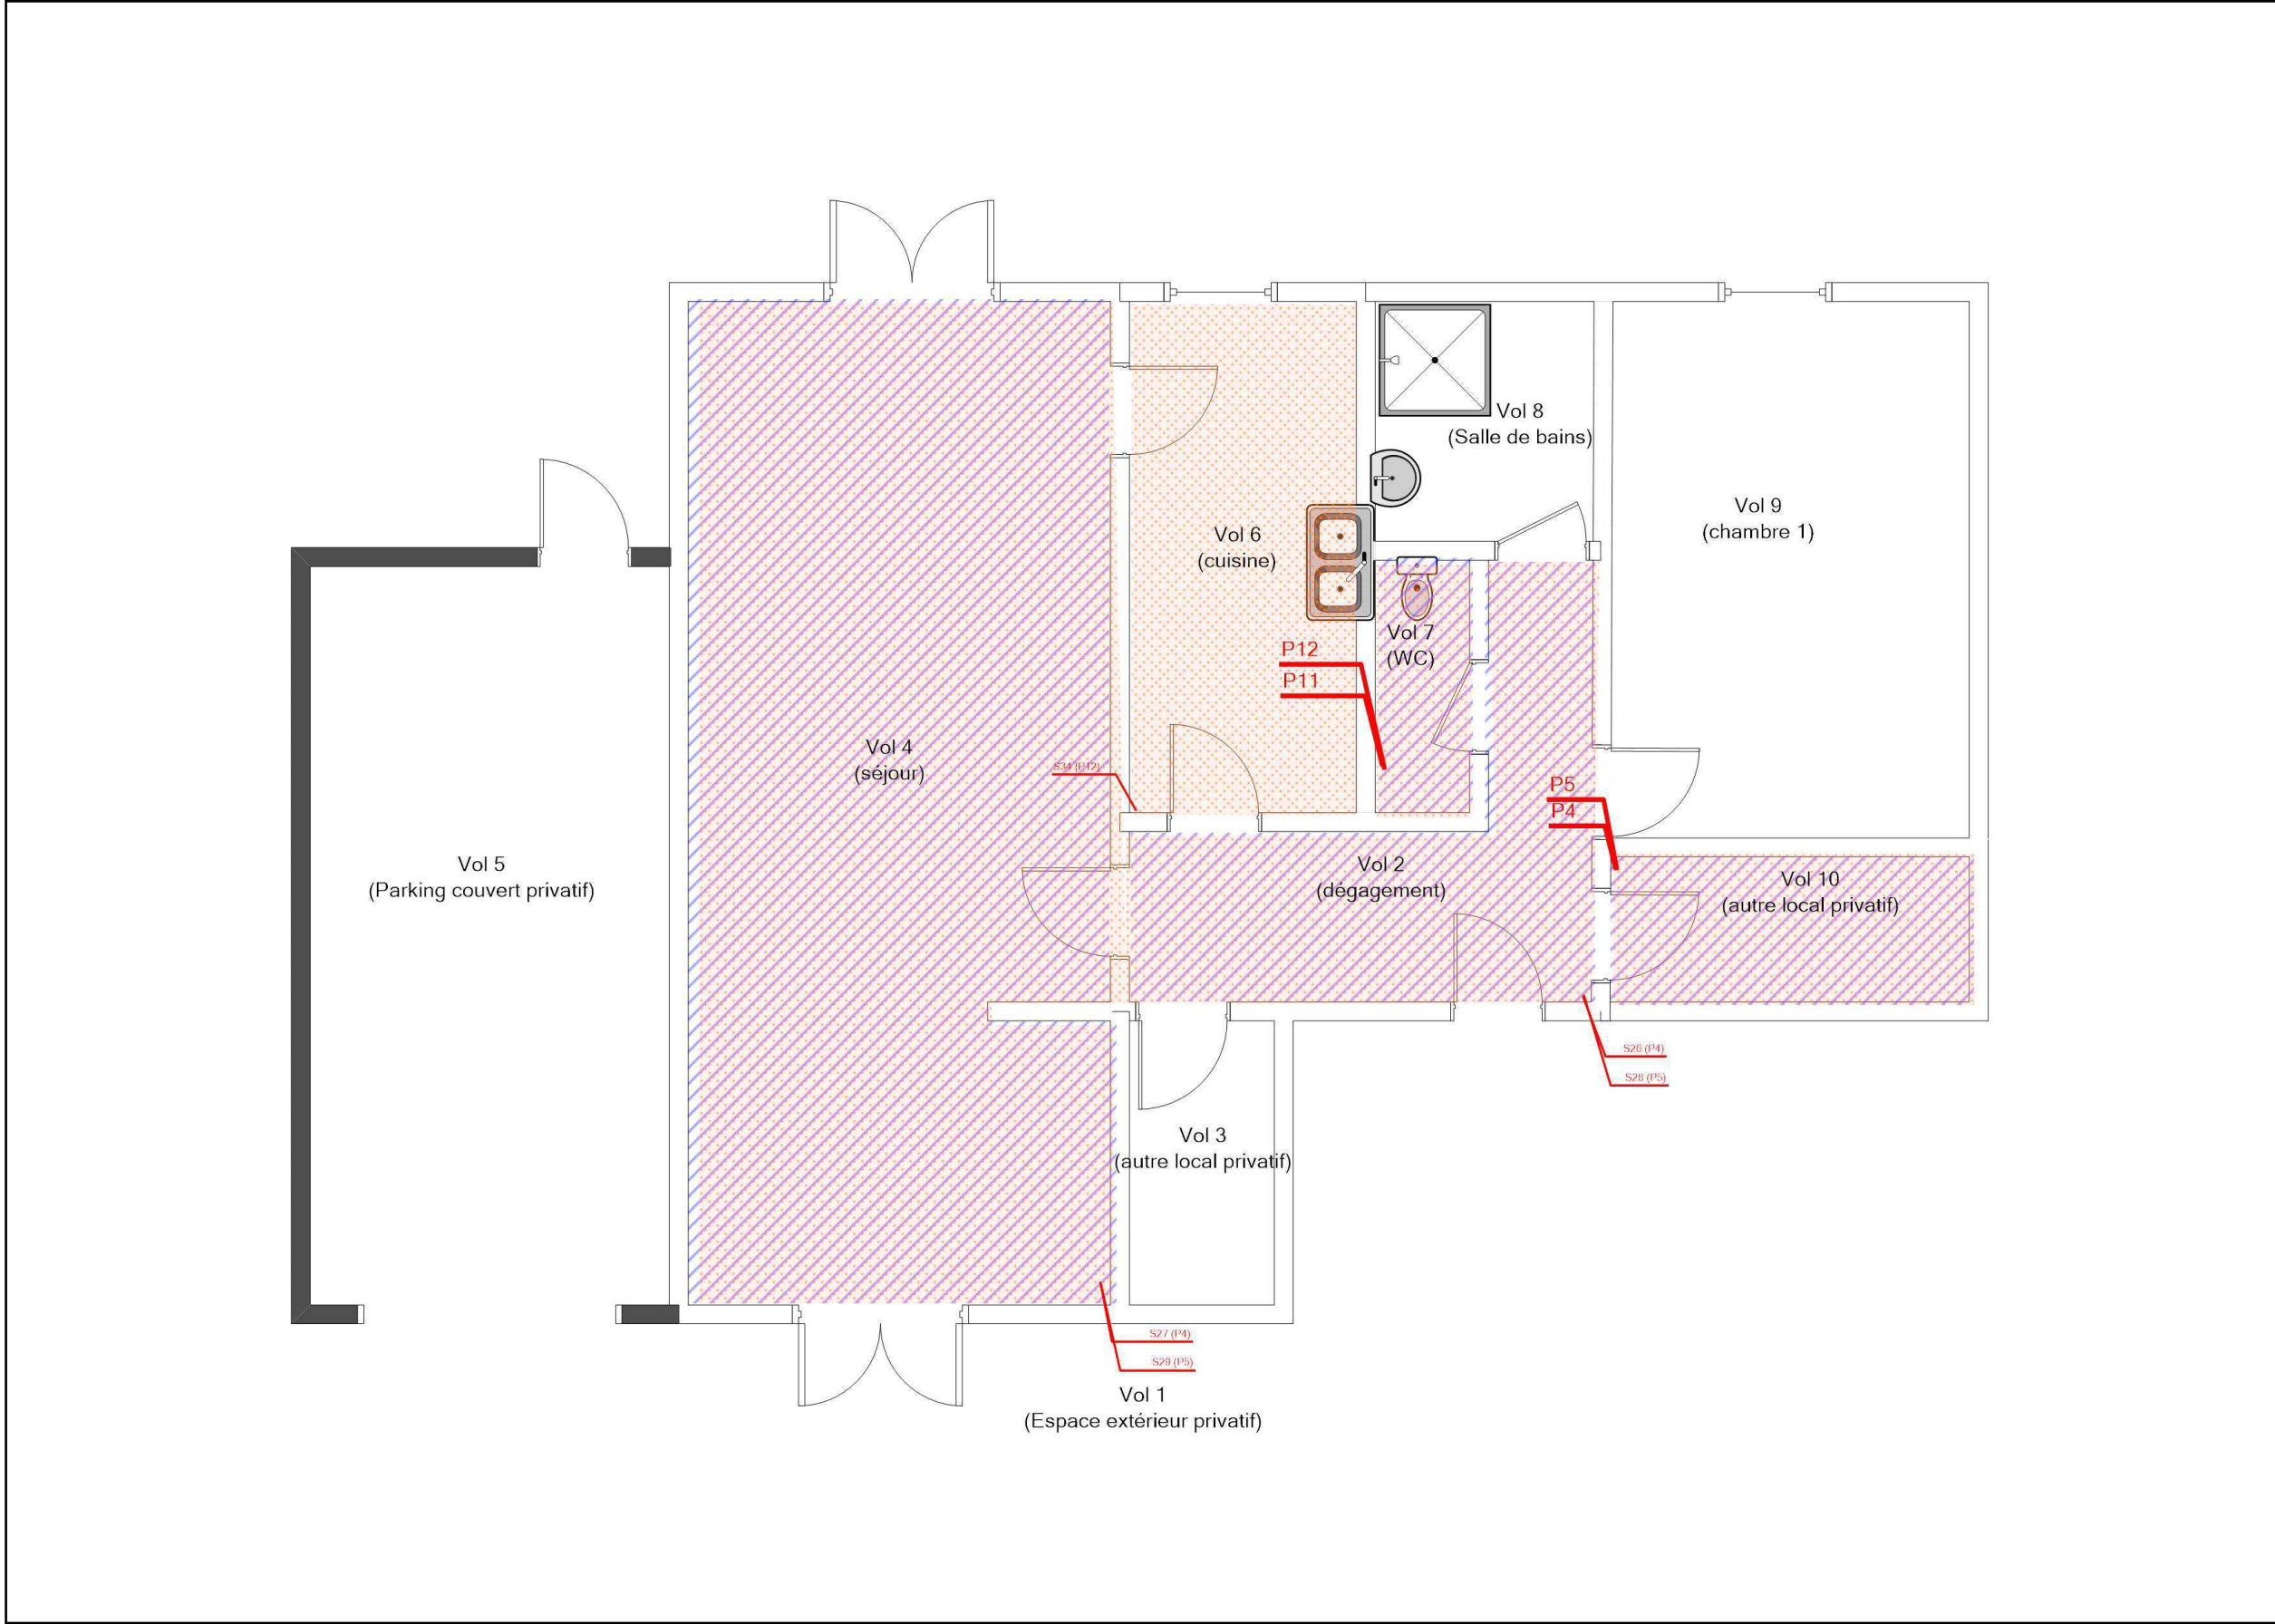 Vol 8
(Salle de bains)
Vol 9
(chambre 1)
Vol 6
(cuisine)
Vol 7
(WC)
P12
P11
Vol 4
(séjour)
S34 (P12)
P5
P4
Vol 5
(Parking couvert privatif)
Vol 2
(dégagement)
Vol 10
(autre local privatif)
S26 (P4)
S28 (P5)
Vol 3
(autre local privatif)
S27 (P4)
S29 (P5)
Vol 1
(Espace extérieur privatif)